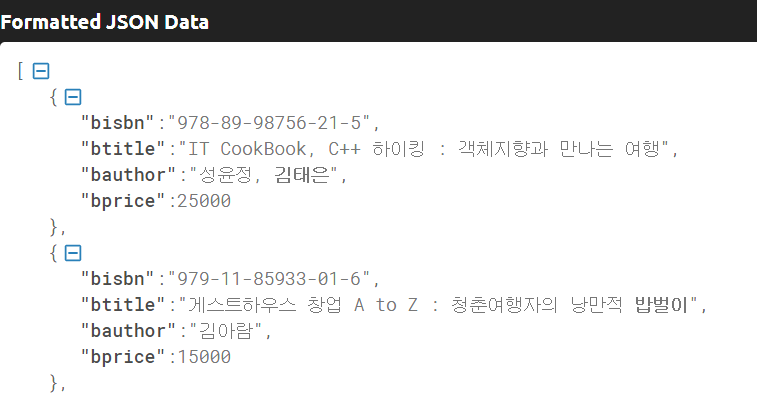 Formatted JSON Data
[
{
"bisbn":"978-89-98756-21-5",
"btitle":"IT CookBook, C++ 하이킹 : 객체지향과 만나는 여행",
"bauthor":"성윤정, 김태은",
"bprice":25000
},
{
"bisbn":"979-11-85933-01-6",
"btitle":"게스트하우스 창업 A to Z : 청춘여행자의 낭만적 밥벌이",
"bauthor":"김아람",
"bprice":15000
},